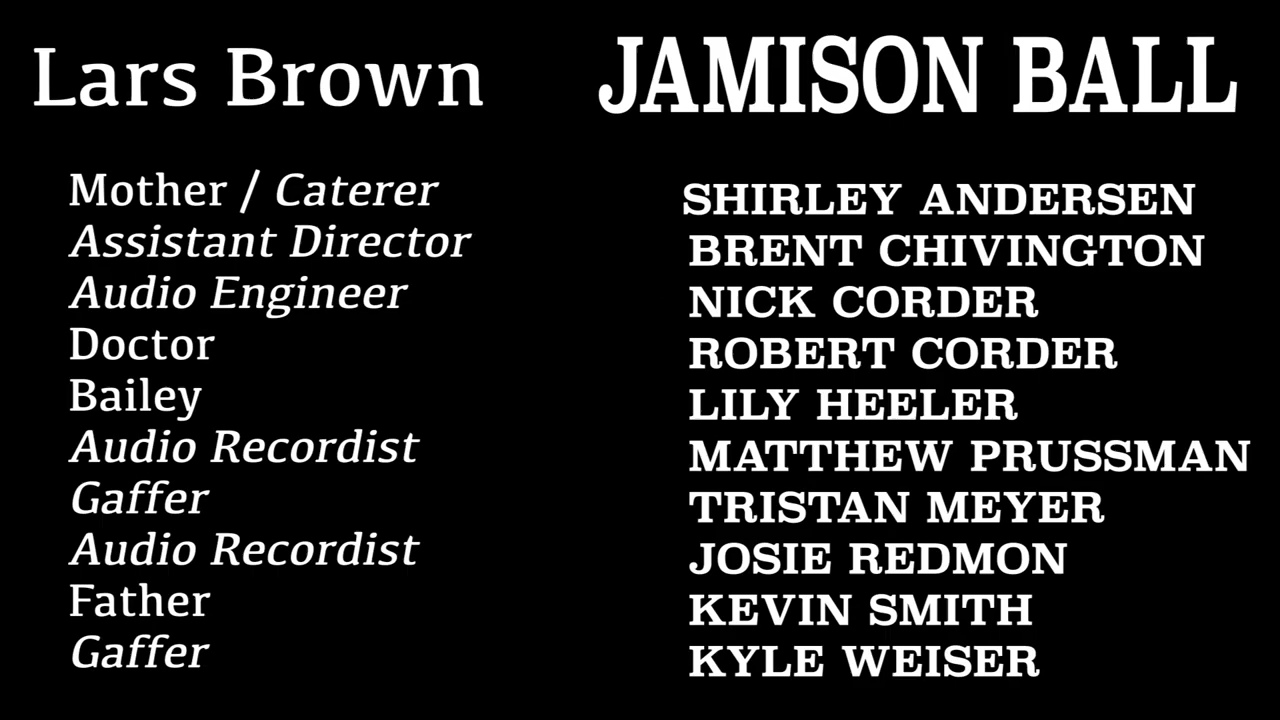 Lars Brown JAMISON BALL
Mother / Caterer SHIRLEY ANDERSEN
Assistant Director BRENT CHIVINGTON
Audio Engineer NICK CORDER
Doctor ROBERT CORDER
Bailey LILY HEELER
Audio Recordist MATTHEW PRUSSMAN
Gaffer TRISTAN MEYER
Audio Recordist JOSIE REDMON
Father KEVIN SMITH
Gaffer KYLE WEISER